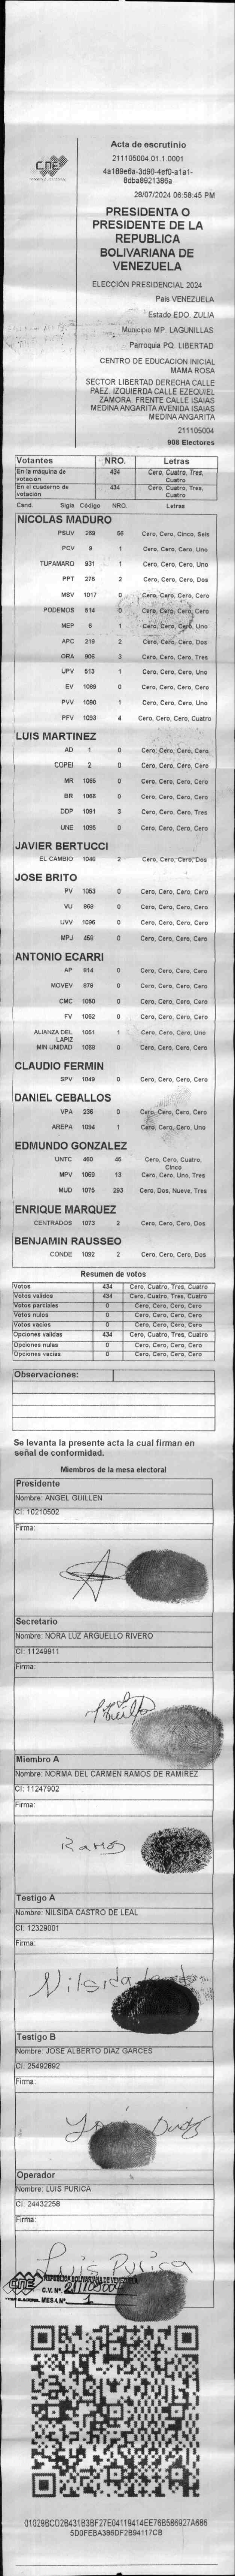 CNE
Acta de escrutinio
211105004.01.1.0001
4a189e6a-3d90-4ef0-a1a1-
8dba8921386a
28/07/2024 06:58:45 PM
PRESIDENTA O
PRESIDENTE DE LA
REPUBLICA
BOLIVARIANA DE
VENEZUELA
ELECCIÓN PRESIDENCIAL 2024
Pais VENEZUELA
Estado EDO. ZULIA
Municipio MP. LAGUNILLAS
Parroquia PQ. LIBERTAD
CENTRO DE EDUCACION INICIAL
MAMA ROSA
SECTOR LIBERTAD DERECHA CALLE
PAEZ. IZQUIERDA CALLE EZEQUIEL
ZAMORA. FRENTE CALLE ISAIAS
MEDINA ANGARITA AVENIDA ISAIAS
MEDINA ANGARITA
211105004
908 Electores
Votantes NRO. Letras
En la máquina de votación 434 Cero, Cuatro, Tres, Cuatro
En el cuaderno de votación 434 Cero, Cuatro, Tres, Cuatro
Cand. Sigla Codigo NRO. Letras
NICOLAS MADURO
PSUV 269 56 Cero, Cero, Cinco, Seis
PCV 9 1 Cero, Cero, Cero, Uno
TUPAMARO 931 1 Cero, Cero, Cero, Uno
PPT 276 2 Cero, Cero, Cero, Dos
MSV 1017 0 Cero, Cero, Cero, Cero
PODEMOS 514 0 Cero, Cero, Cero, Cero
MEP 6 1 Cero, Cero, Cero, Uno
APC 219 2 Cero, Cero, Cero, Dos
ORA 906 3 Cero, Cero, Cero, Tres
UPV 513 1 Cero, Cero, Cero, Uno
EV 1089 0 Cero, Cero, Cero, Cero
PVV 1090 1 Cero, Cero, Cero, Uno
PFV 1093 4 Cero, Cero, Cero, Cuatro
LUIS MARTINEZ
AD 1 0 Cero, Cero, Cero, Cero
COPEI 2 0 Cero, Cero, Cero, Cero
MR 1065 0 Cero, Cero, Cero, Cero
BR 1066 0 Cero, Cero, Cero, Cero
DDP 1091 3 Cero, Cero, Cero, Tres
UNE 1095 0 Cero, Cero, Cero, Cero
JAVIER BERTUCCI
EL CAMBIO 1046 2 Cero, Cero, Cero, Dos
JOSE BRITO
PV 1053 0 Cero, Cero, Cero, Cero
VU 868 0 Cero, Cero, Cero, Cero
UVV 1096 0 Cero, Cero, Cero, Cero
MPJ 458 0 Cero, Cero, Cero, Cero
ANTONIO ECARRI
AP 814 0 Cero, Cero, Cero, Cero
MOVEV 879 0 Cero, Cero, Cero, Cero
CMC 1050 0 Cero, Cero, Cero, Cero
FV 1062 0 Cero, Cero, Cero, Cero
ALIANZA DEL LAPIZ 1051 1 Cero, Cero, Cero, Uno
MIN UNIDAD 1068 0 Cero, Cero, Cero, Cero
CLAUDIO FERMIN
SPV 1049 0 Cero, Cero, Cero, Cero
DANIEL CEBALLOS
VPA 236 0 Cero, Cero, Cero, Cero
AREPA 1094 1 Cero, Cero, Cero, Uno
EDMUNDO GONZALEZ
UNTC 460 45 Cero, Cero, Cuatro, Cinco
MPV 1069 13 Cero, Cero, Uno, Tres
MUD 1075 293 Cero, Dos, Nueve, Tres
ENRIQUE MARQUEZ
CENTRADOS 1073 2 Cero, Cero, Cero, Dos
BENJAMIN RAUSSEO
CONDE 1092 2 Cero, Cero, Cero, Dos
Resumen de votos
Votos 434 Cero, Cuatro, Tres, Cuatro
Votos validos 434 Cero, Cuatro, Tres, Cuatro
Votos parciales 0 Cero, Cero, Cero, Cero
Votos nulos 0 Cero, Cero, Cero, Cero
Votos vacios 0 Cero, Cero, Cero, Cero
Opciones validas 434 Cero, Cuatro, Tres, Cuatro
Opciones nulas 0 Cero, Cero, Cero, Cero
Opciones vacias 0 Cero, Cero, Cero, Cero
Observaciones:
Se levanta la presente acta la cual firman en
señal de conformidad.
Miembros de la mesa electoral
Presidente
Nombre: ANGEL GUILLEN
CI: 10210502
Firma:
Secretario
Nombre: NORA LUZ ARGUELLO RIVERO
CI: 11249911
Firma:
Miembro A
Nombre: NORMA DEL CARMEN RAMOS DE RAMIREZ
CI: 11247902
Firma:
Ramos
Testigo A
Nombre: NILSIDA CASTRO DE LEAL
CI: 12329001
Firma:
Nilsida
Testigo B
Nombre: JOSE ALBERTO DIAZ GARCES
CI: 25492892
Firma:
José Diaz
Operador
Nombre: LUIS PURICA
CI: 24432258
Firma:
Luis Purica
CNE REPUBLICA BOLIVARIANA DE VENEZUELA
C.V. N°. 211105004
MESA N°. 1
01029BCD2B431B3BF27E04119414EE76B586927A686
5D0FEBA386DF2B94117CB